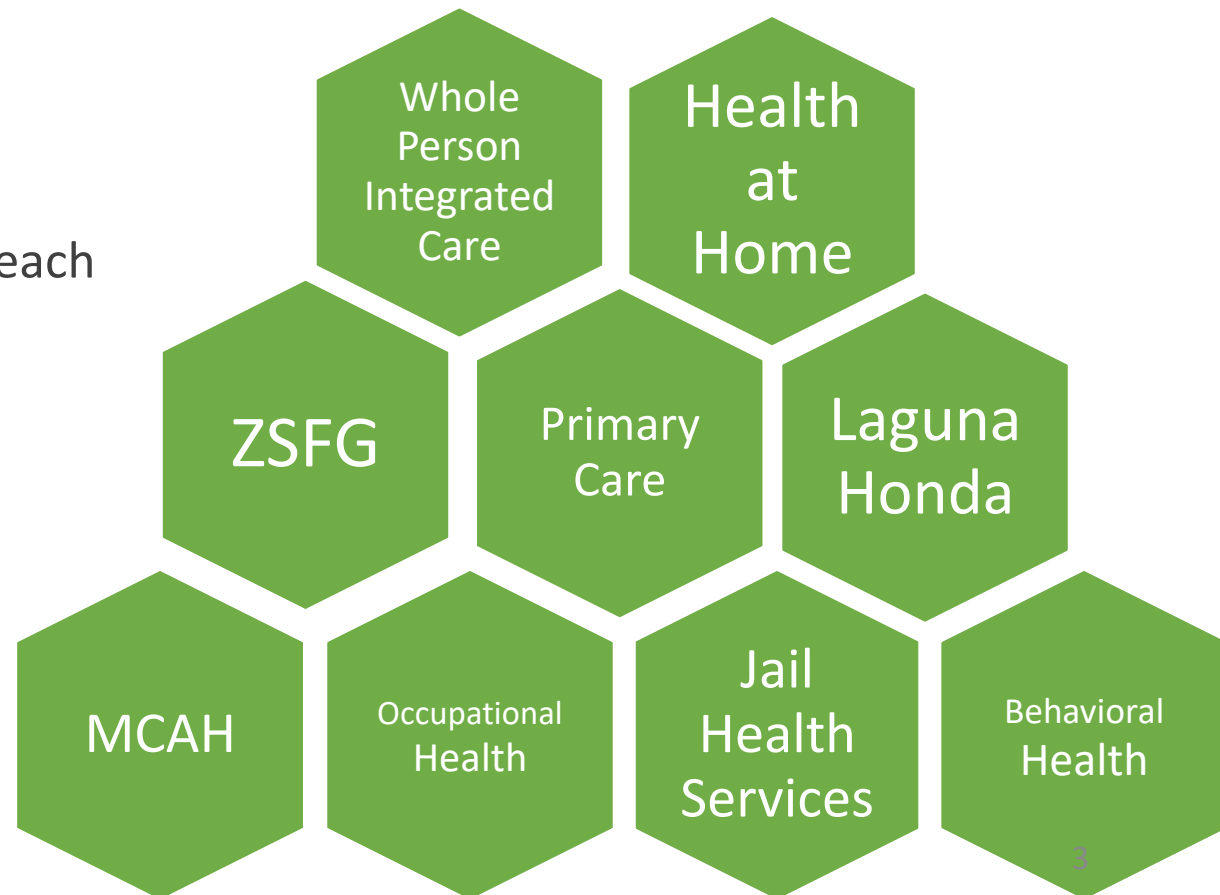 Whole
Person
Integrated
Care
Health
at
Home
each
ZSFG
Primary
Care
Laguna
Honda
MCAH
Occupational
Health
Jail
Health
Services
Behavioral
Health
3